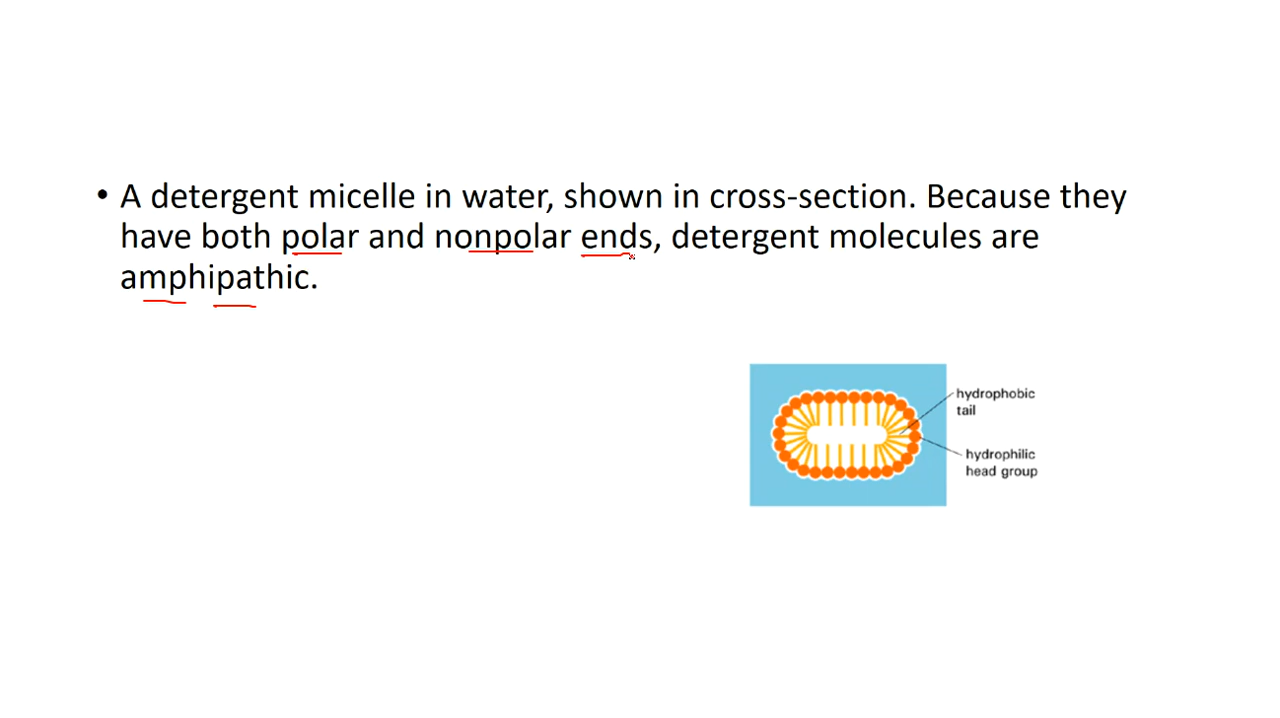 • A detergent micelle in water, shown in cross-section. Because they
have both polar and nonpolar ends, detergent molecules are
amphipathic.
hydrophobic
tail
hydrophilic
head group